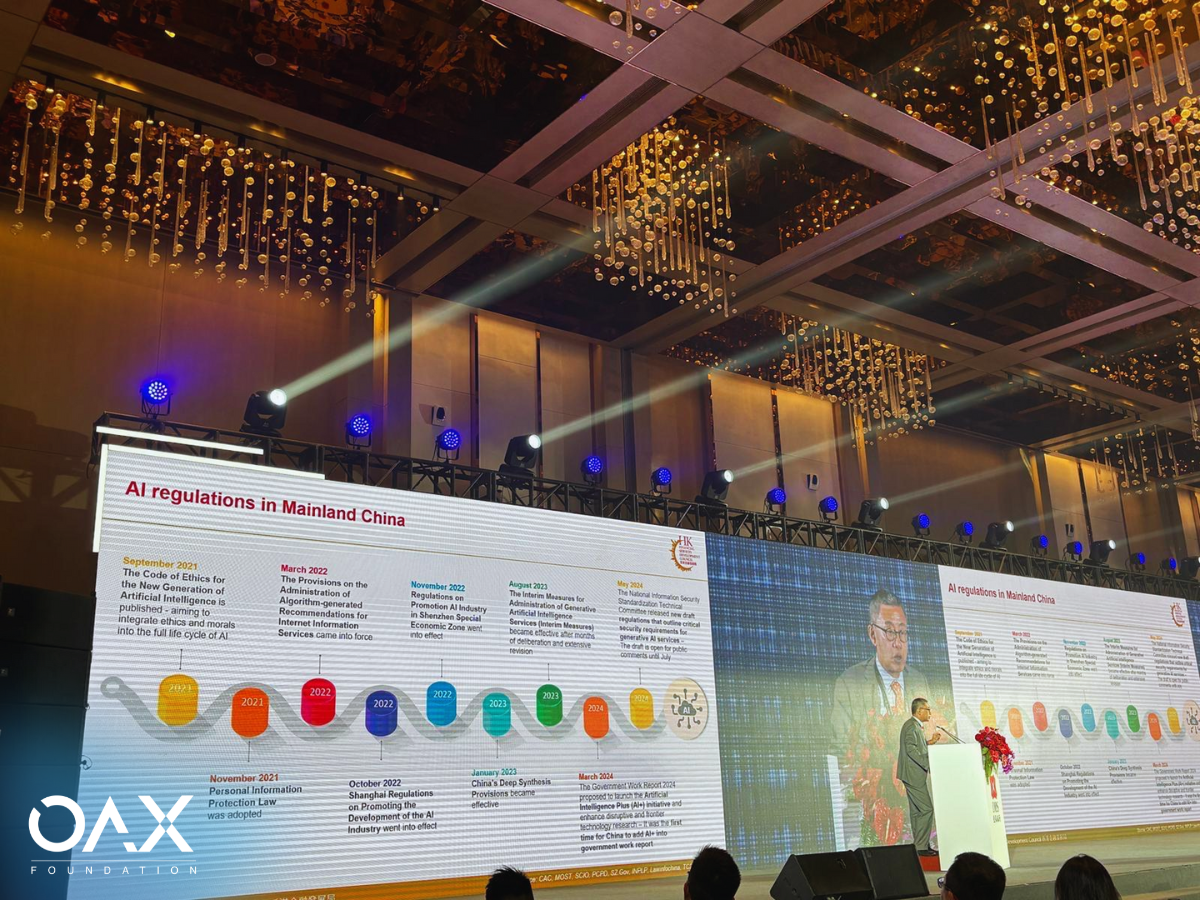 AI regulations in Mainland China
HK
September 2021
The Code of Ethics for
the New Generation of
Artificial Intelligence is
published - aiming to
integrate ethics and morals
into the full life cycle of AI
March 2022
The Provisions on the
Administration of
Algorithm-generated
Recommendations for
Internet Information
Services came into force
November 2022
Regulations on
Promotion AI Industry
in Shenzhen Special
Economic Zone went
into effect
August 2023
The Interim Measures for
Administration of Generative
Artificial Intelligence
Services (Interim Measures)
became effective after months
of deliberation and extensive
revision
May 2024
The National Information Security
Standardization Technical
Committee released new draft
regulations that outline critical
security requirements for
generative AI services –
The draft is open for public
comments until July
2021
2021
2022
2022
2022
2023
2023
2024
AI
November 2021
Personal Information
Protection Law
was adopted
October 2022
Shanghai Regulations
on Promoting the
Development of the AI
Industry went into effect
January 2023
China's Deep Synthesis
Provisions became
effective
March 2024
The Government Work Report 2024
proposed to launch the Artificial
Intelligence Plus (AI+) initiative and
enhance disruptive and frontier
technology research – It was the first
time for China to add AI+ into
government work report
CAC, MOST, SCIO, PCPD, SZ Gov, INPLP,
AI regulations in Mainland China
OAX
FOUNDATION